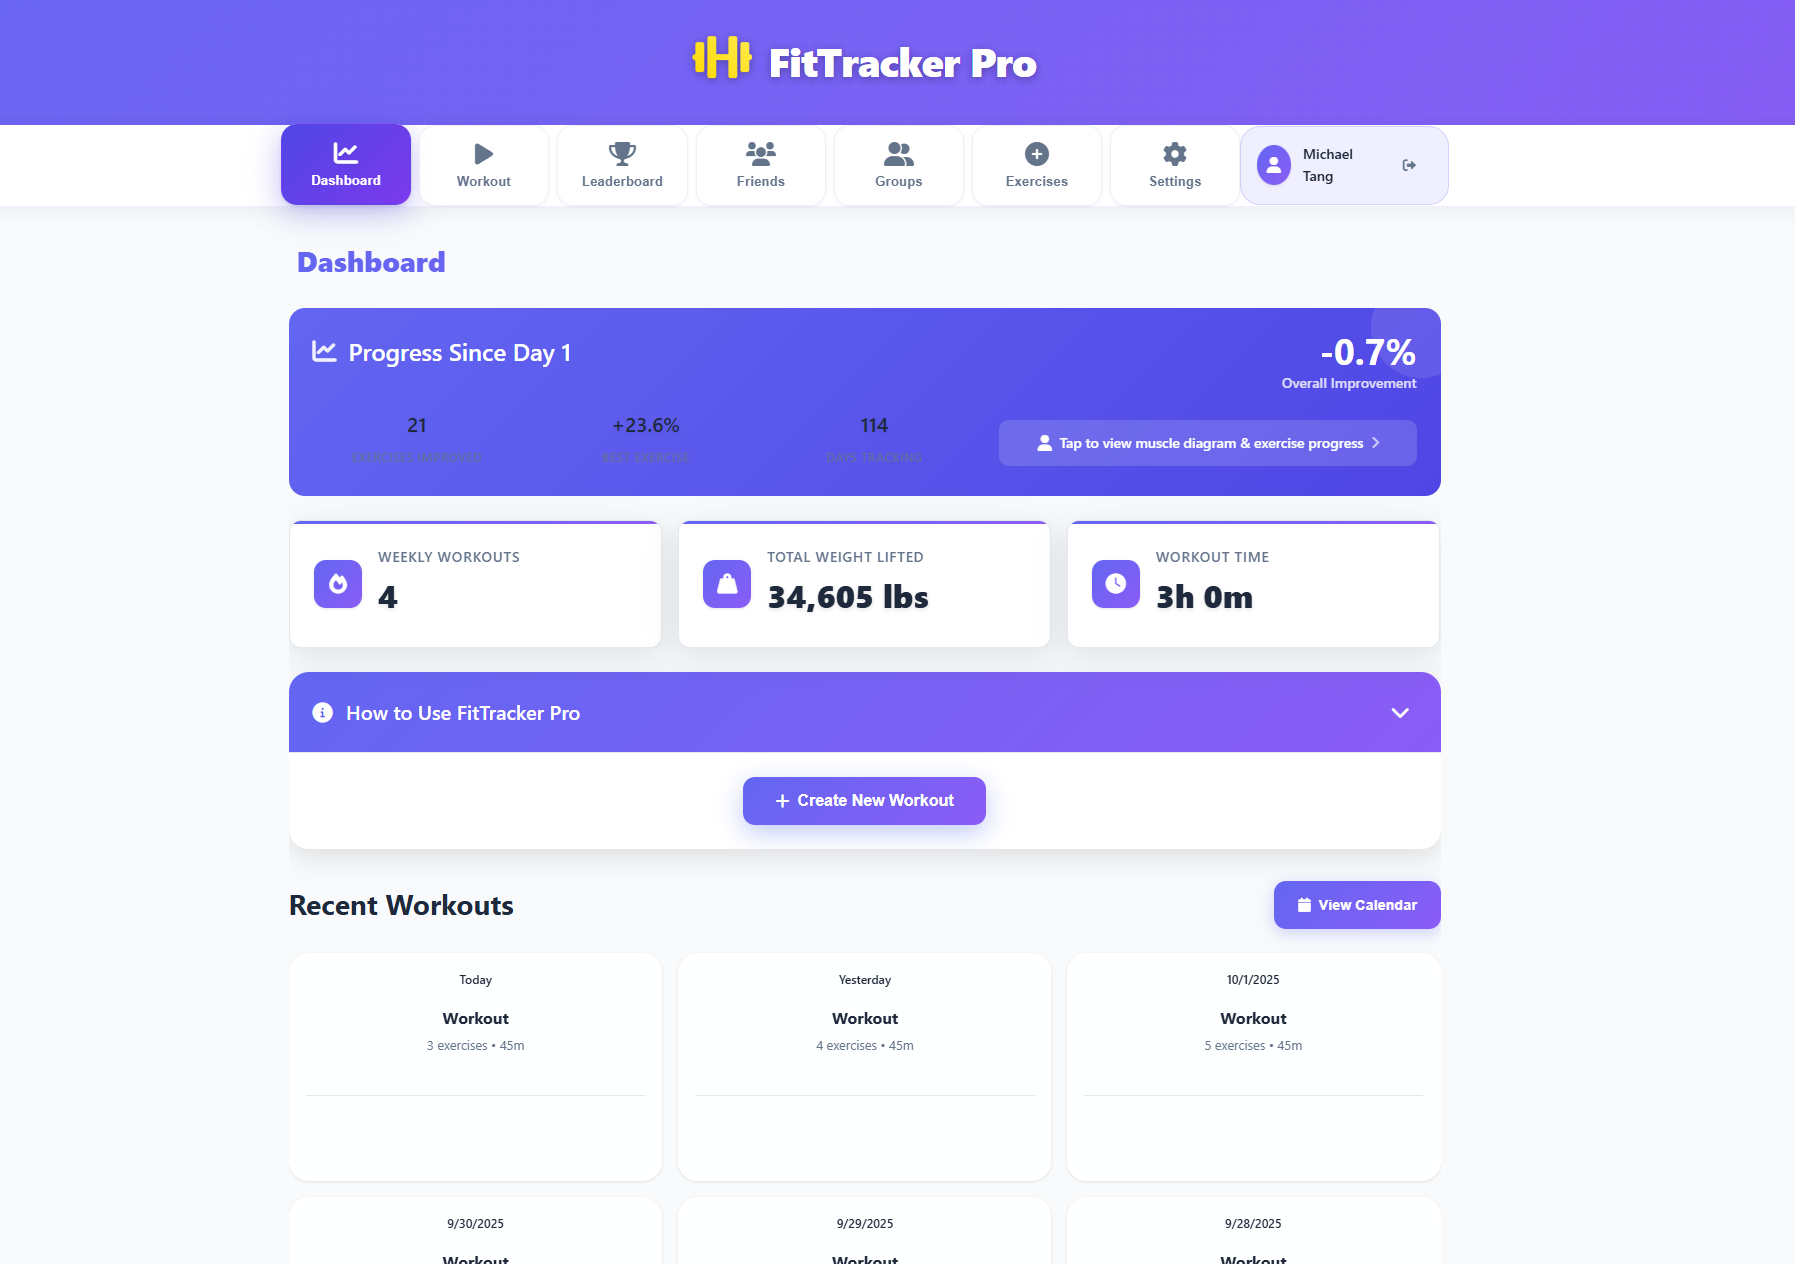 FitTracker Pro
Dashboard
Workout
Leaderboard
Friends
Groups
Exercises
Settings
Michael
Tang
Dashboard
Progress Since Day 1
-0.7%
Overall Improvement
21
+23.6%
114
BEST EXERCISE
DAYS TRACKING
Tap to view muscle diagram & exercise progress
WEEKLY WORKOUTS
4
TOTAL WEIGHT LIFTED
34,605 lbs
WORKOUT TIME
3h 0m
How to Use FitTracker Pro
Create New Workout
Recent Workouts
View Calendar
Today
Workout
3 exercises • 45m
Yesterday
Workout
4 exercises • 45m
10/1/2025
Workout
5 exercises • 45m
9/30/2025
Workout
9/29/2025
Workout
9/28/2025
Workout